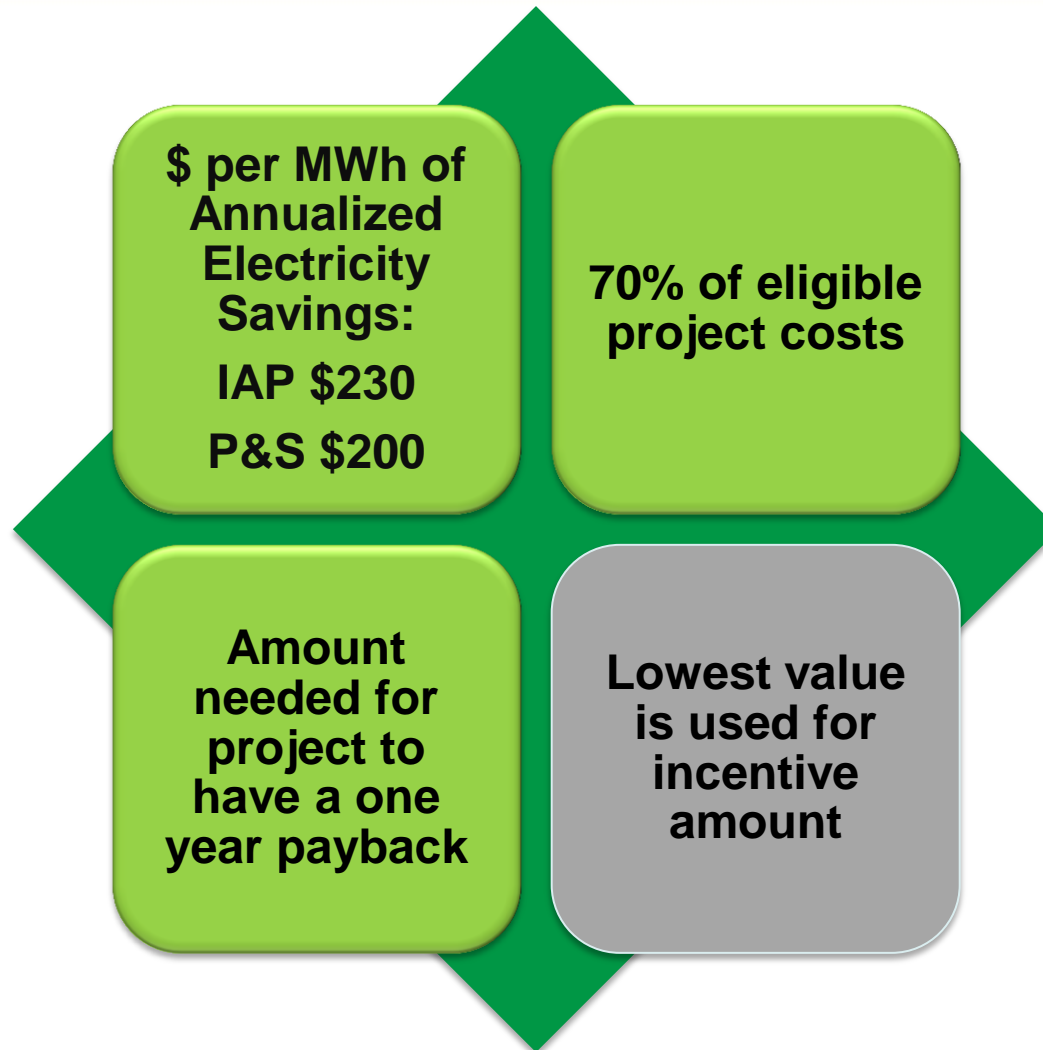 $ per MWh of
Annualized
Electricity
Savings:
IAP $230
P&S $200
70% of eligible
project costs
Amount
needed for
project to
have a one
year payback
Lowest value
is used for
incentive
amount